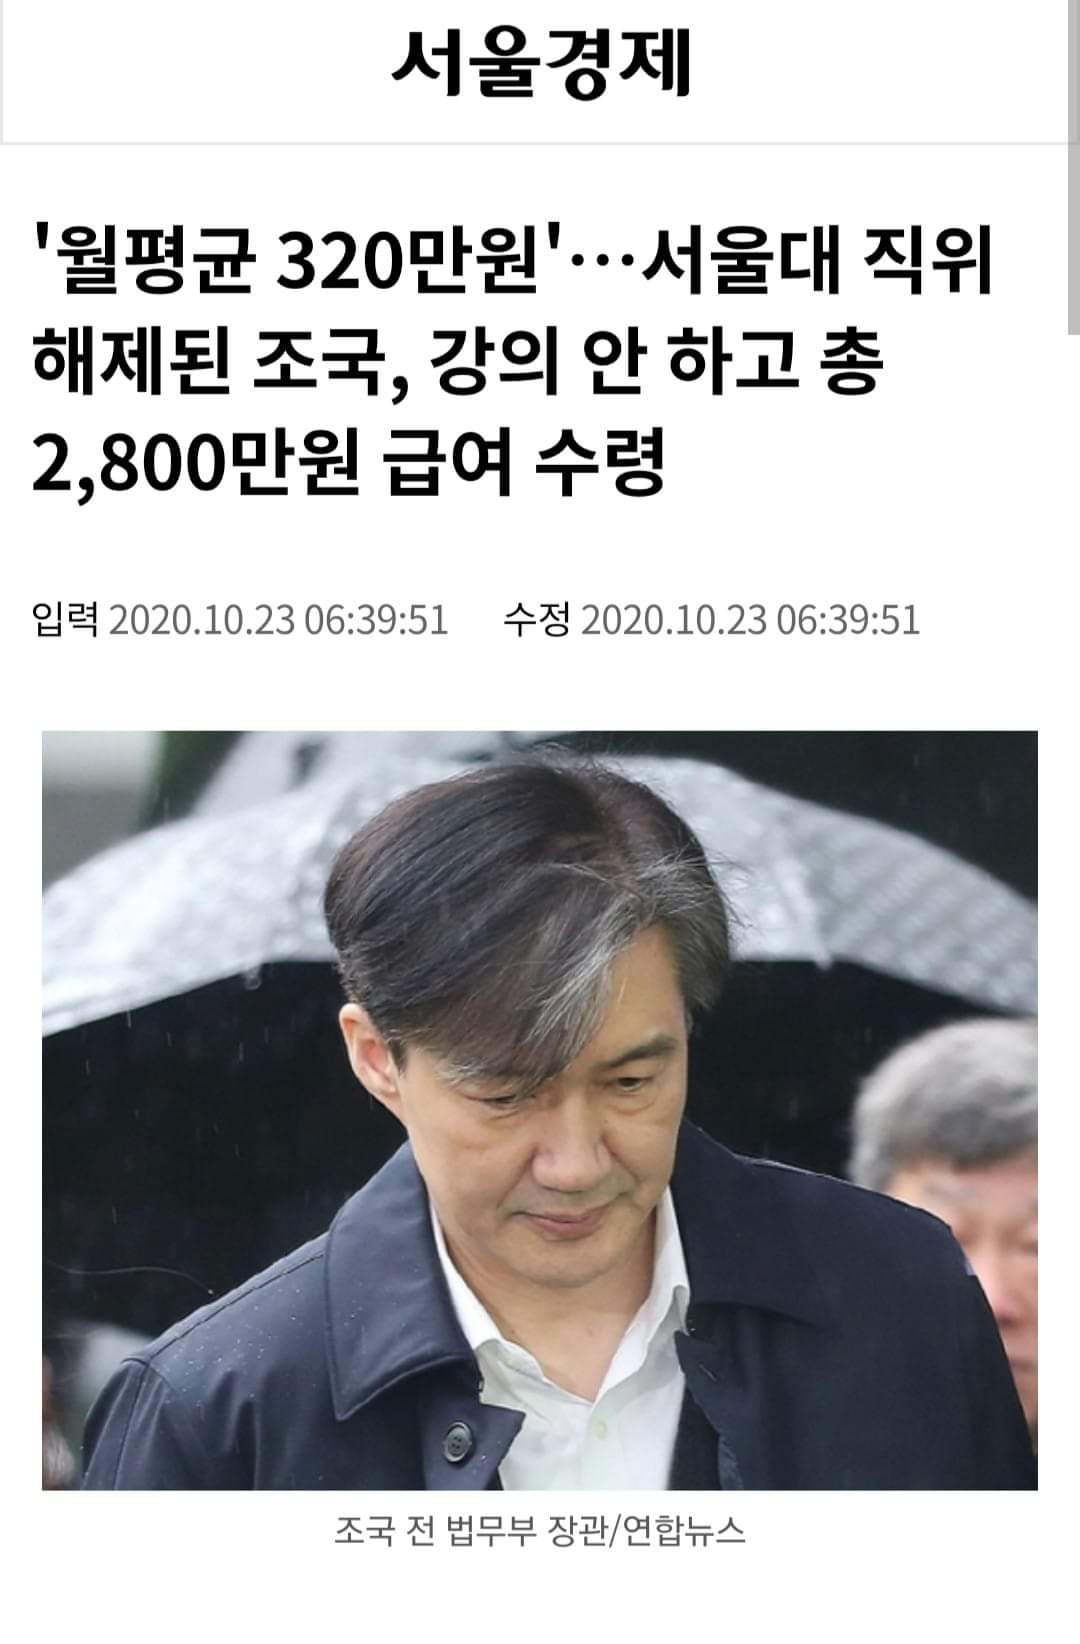 서울경제
'월평균 320만원'…서울대 직위
해제된 조국, 강의 안 하고 총
2,800만원 급여 수령
입력 2020.10.23 06:39:51 수정 2020.10.23 06:39:51
조국 전 법무부 장관/연합뉴스